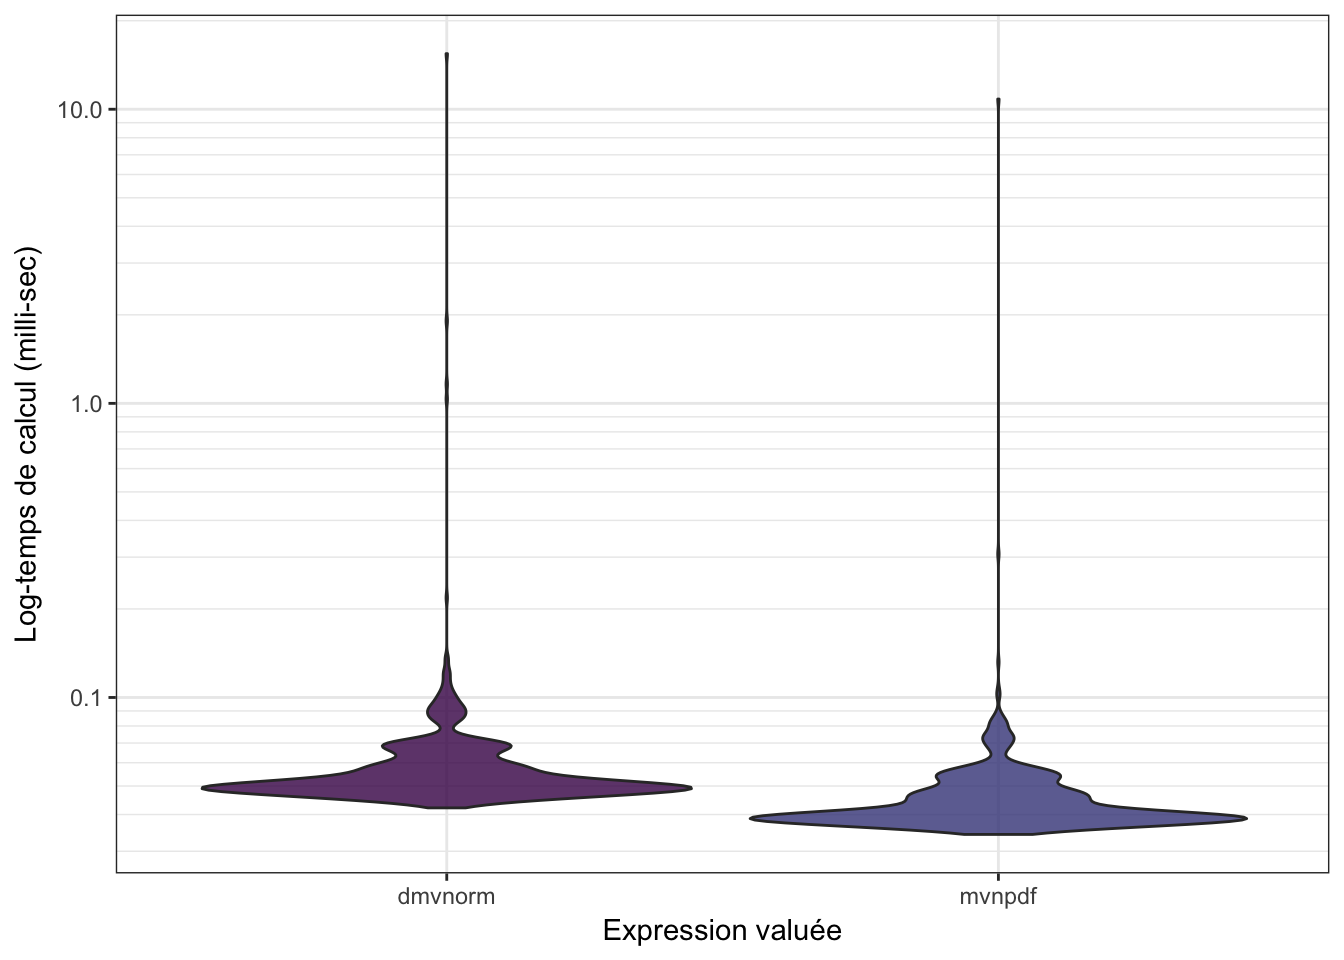 Log-temps de calcul (milli-sec)
10.0
1.0
0.1
dmvnorm
mvnpdf
Expression valuée